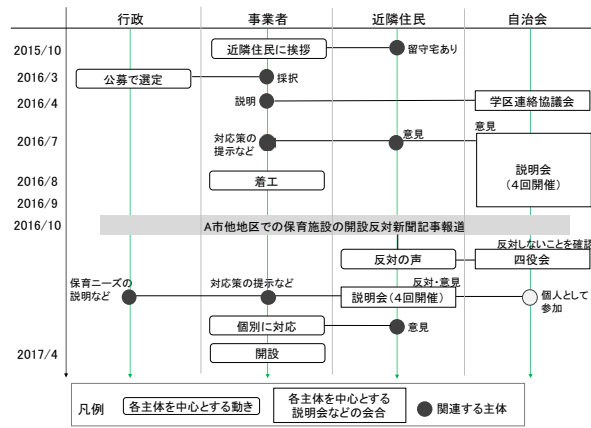 行政
事業者
近隣住民
自治会
2015/10
近隣住民に挨拶
留守宅あり
2016/3
公募で選定
採択
2016/4
説明
学区連絡協議会
2016/7
対応策の
提示など
意見
意見
説明会
(4回開催)
2016/8
着工
2016/9
2016/10
A市他地区での保育施設の開設反対新聞記事報道
反対しないことを確認
反対の声
四役会
保育ニーズの
説明など
対応策の提示など
反対・意見
説明会(4回開催)
個人として
参加
個別に対応
意見
2017/4
開設
凡例
各主体を中心とする動き
各主体を中心とする
説明会などの会合
関連する主体